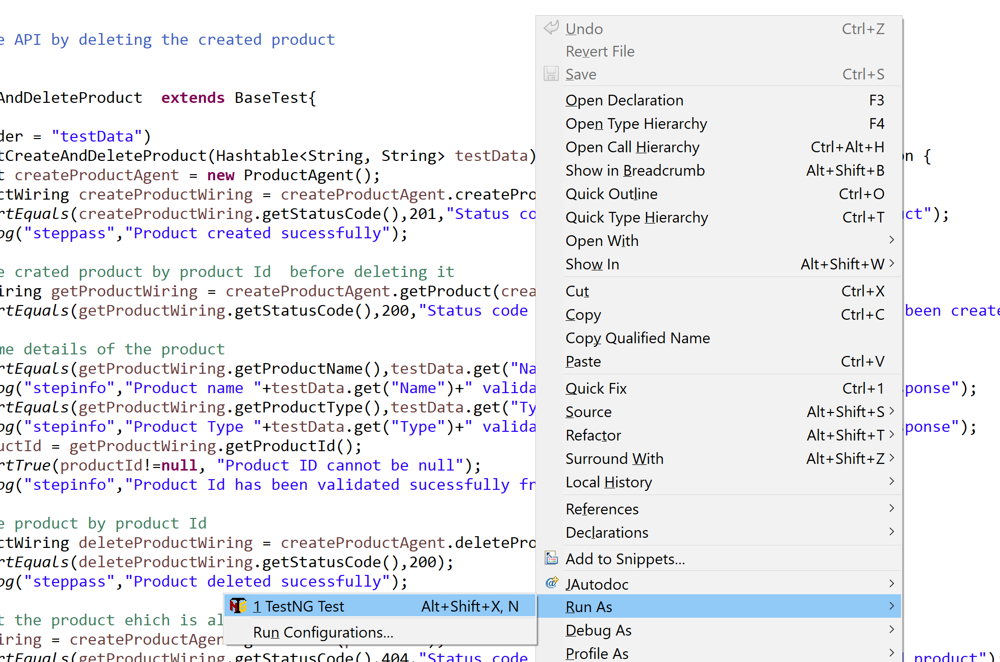 e API by deleting the created product
AndDeleteProduct  extends BaseTest{
der = "testData")
tCreateAndDeleteProduct(Hashtable<String, String> testData)
on {
t createProductAgent = new ProductAgent();
ctWiring createProductWiring = createProductAgent.createPro
rtEquals(createProductWiring.getStatusCode(),201,"Status co
uct");
og("steppass","Product created sucessfully");
e crated product by product Id  before deleting it
iring getProductWiring = createProductAgent.getProduct(crea
rtEquals(getProductWiring.getStatusCode(),200,"Status code
been create
me details of the product
rtEquals(getProductWiring.getProductName(),testData.get("Na
og("stepinfo","Product name "+testData.get("Name")+" valida
ponse");
rtEquals(getProductWiring.getProductType(),testData.get("Ty
og("stepinfo","Product Type "+testData.get("Type")+" valida
ponse");
uctId = getProductWiring.getProductId();
rtTrue(productId!=null, "Product ID cannot be null");
og("stepinfo","Product Id has been validated sucessfully fr
e product by product Id
ctWiring deleteProductWiring = createProductAgent.deletePro
rtEquals(deleteProductWiring.getStatusCode(),200);
og("steppass","Product deleted sucessfully");
t the product ehich is al
iring = createProductAgen
rtEquals(getProductWiring.getStatusCode(),404,"Status code
product");
Undo Ctrl+Z
Revert File
Save Ctrl+S
Open Declaration F3
Open Type Hierarchy F4
Open Call Hierarchy Ctrl+Alt+H
Show in Breadcrumb Alt+Shift+B
Quick Outline Ctrl+O
Quick Type Hierarchy Ctrl+T
Open With
Show In Alt+Shift+W
Cut Ctrl+X
Copy Ctrl+C
Copy Qualified Name
Paste Ctrl+V
Quick Fix Ctrl+1
Source Alt+Shift+S
Refactor Alt+Shift+T
Surround With Alt+Shift+Z
Local History
References
Declarations
Add to Snippets...
JAutodoc
Run As
Debug As
Profile As
NG
1 TestNG Test Alt+Shift+X, N
Run Configurations...